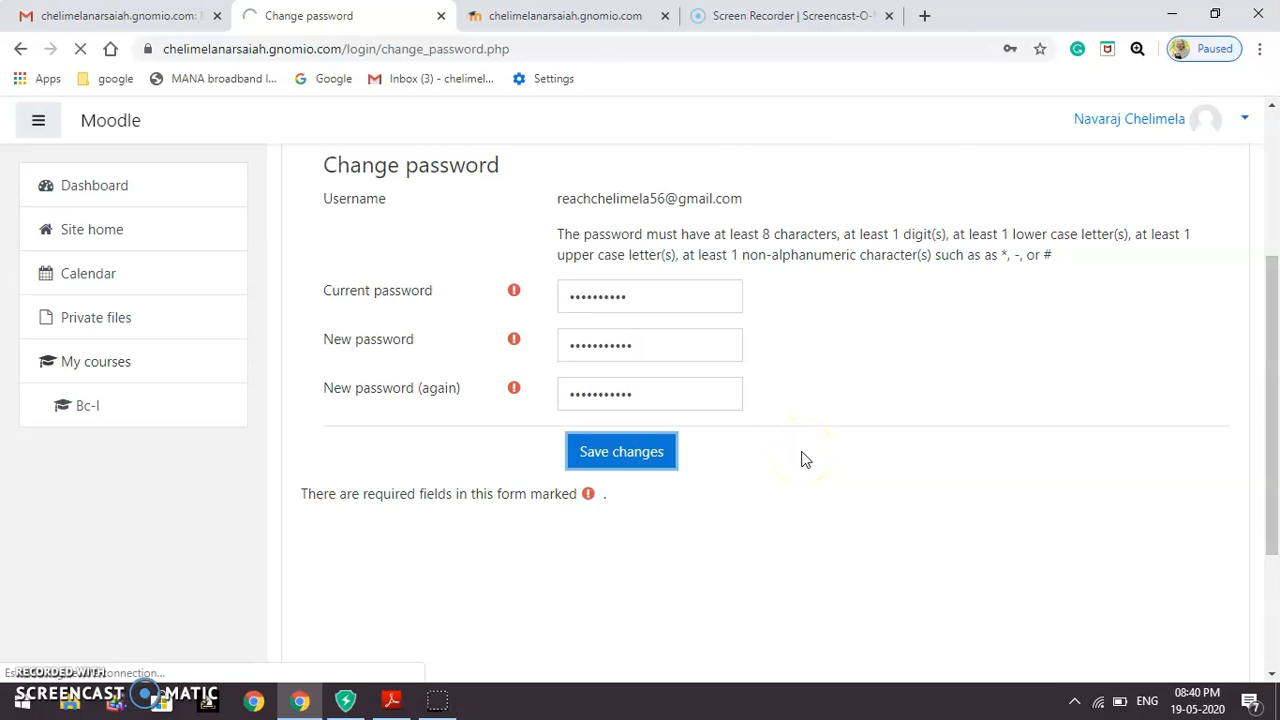 chelimelanarsaiah.gnomio.com:
Change password
chelimelanarsaiah.gnomio.com
Screen Recorder | Screencast-O-
chelimelanarsaiah.gnomio.com/login/change_password.php
Paused
Apps
google
MANA broadband I...
Google
Inbox (3) - chelimel...
Settings
Moodle
Navaraj Chelimela
Dashboard
Site home
Calendar
Private files
My courses
Bc-I
Change password
Username
reachchelimela56@gmail.com
The password must have at least 8 characters, at least 1 digit(s), at least 1 lower case letter(s), at least 1
upper case letter(s), at least 1 non-alphanumeric character(s) such as as *, -, or #
Current password
••••••••••
New password
•••••••••••
New password (again)
•••••••••••
Save changes
There are required fields in this form marked .
RECORDED WITH
SCREENCAST MATIC
ENG
08:40 PM
19-05-2020
7